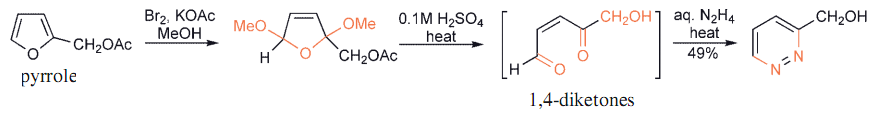 O
CH₂OAc
pyrrole
Br₂, KOAc
MeOH
MeO
OMe
H
O
CH₂OAc
0.1M H₂SO₄
heat
CH₂OH
O
H
O
1,4-diketones
aq. N₂H₄
heat
49%
CH₂OH
N=N